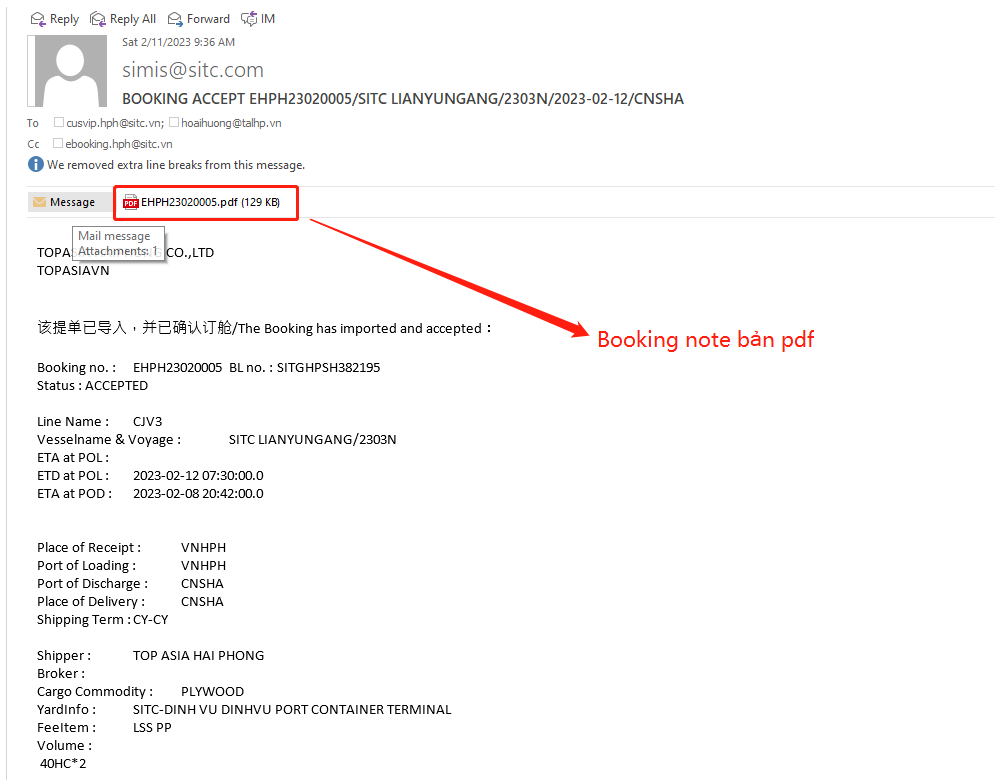 Reply Reply All Forward IM
Sat 2/11/2023 9:36 AM
simis@sitc.com
BOOKING ACCEPT EHPH23020005/SITC LIANYUNGANG/2303N/2023-02-12/CNSHA
To cusvip.hph@sitc.vn; hoaihuong@talhp.vn
Cc ebooking.hph@sitc.vn
We removed extra line breaks from this message.
Message PDF EHPH23020005.pdf (129 KB)
Mail message
Attachments: 1
CO.,LTD
TOPASIAVN
Booking note bản pdf
该提单已导入，并已确认订舱/The Booking has imported and accepted：
Booking no. : EHPH23020005 BL no. : SITGHPSH382195
Status : ACCEPTED
Line Name : CJV3
Vesselname & Voyage : SITC LIANYUNGANG/2303N
ETA at POL :
ETD at POL : 2023-02-12 07:30:00.0
ETA at POD : 2023-02-08 20:42:00.0
Place of Receipt : VNHPH
Port of Loading : VNHPH
Port of Discharge : CNSHA
Place of Delivery : CNSHA
Shipping Term : CY-CY
Shipper : TOP ASIA HAI PHONG
Broker :
Cargo Commodity : PLYWOOD
YardInfo : SITC-DINH VU DINHVU PORT CONTAINER TERMINAL
FeeItem : LSS PP
Volume :
40HC*2